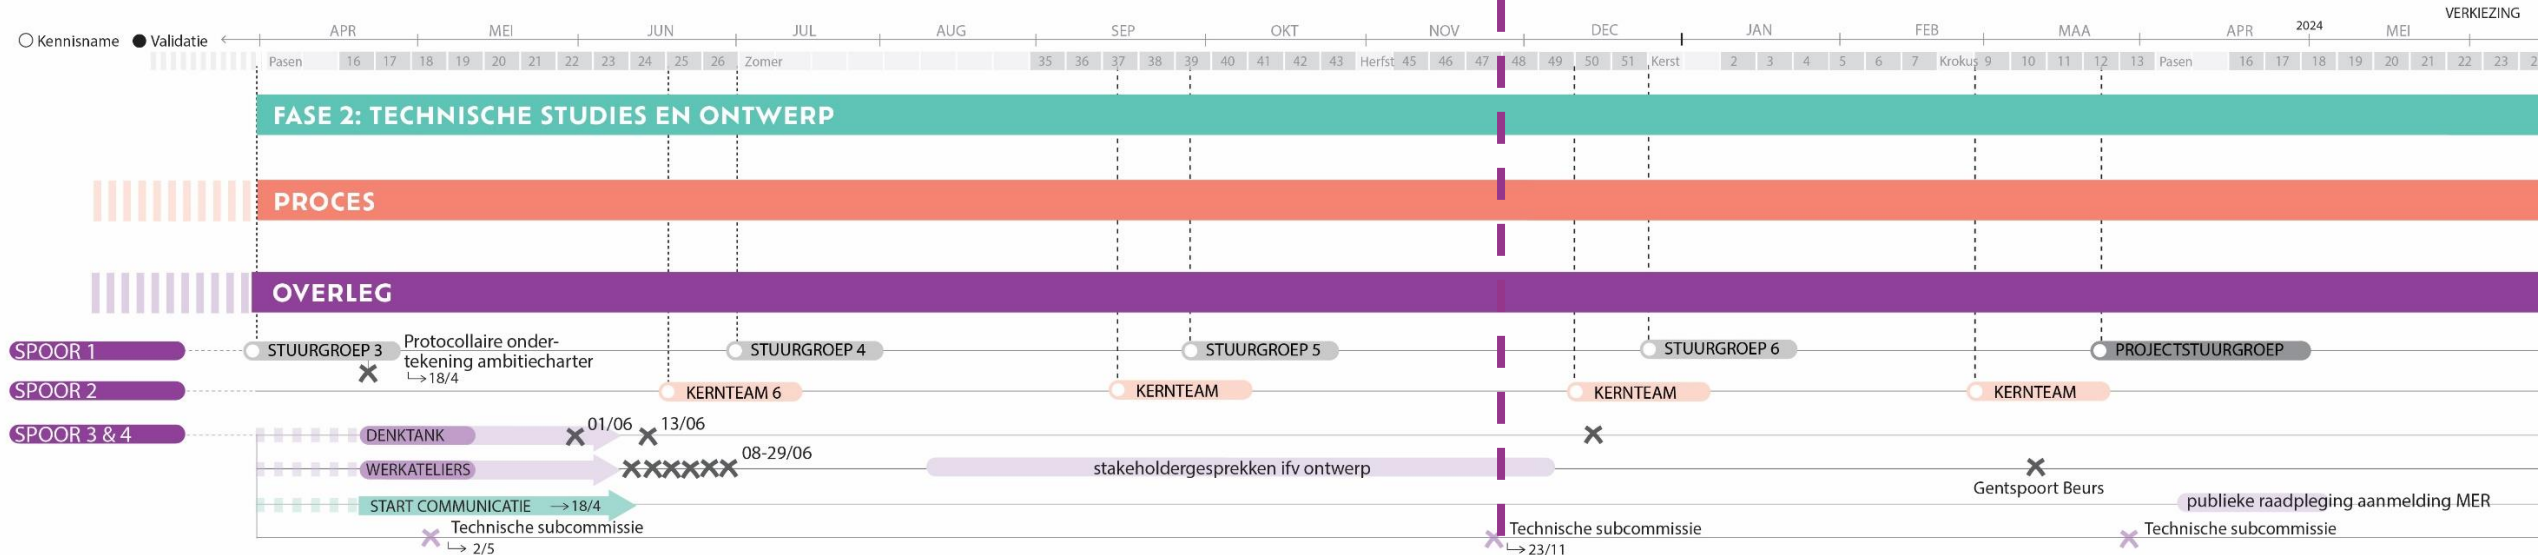 VERKIEZING
Kennisname Validatie
APR MEI JUN JUL AUG SEP OKT NOV DEC JAN FEB MAA APR 2024 MEI
Pasen 16 17 18 19 20 21 22 23 24 25 26 Zomer 35 36 37 38 39 40 41 42 43 Herfst 45 46 47 48 49 50 51 Kerst 2 3 4 5 6 7 Krokus 9 10 11 12 13 Pasen 16 17 18 19 20 21 22 23
FASE 2: TECHNISCHE STUDIES EN ONTWERP
PROCES
OVERLEG
SPOOR 1
STUURGROEP 3
Protocollaire onder-
tekening ambitiecharter
18/4
STUURGROEP 4
STUURGROEP 5
STUURGROEP 6
PROJECTSTUURGROEP
SPOOR 2
KERNTEAM 6
KERNTEAM
KERNTEAM
KERNTEAM
SPOOR 3 & 4
DENKTANK
01/06
13/06
WERKATELIERS
08-29/06
stakeholdergesprekken ifv ontwerp
Gentspoort Beurs
START COMMUNICATIE →18/4
publieke raadpleging aanmelding MER
Technische subcommissie
2/5
Technische subcommissie
23/11
Technische subcommissie